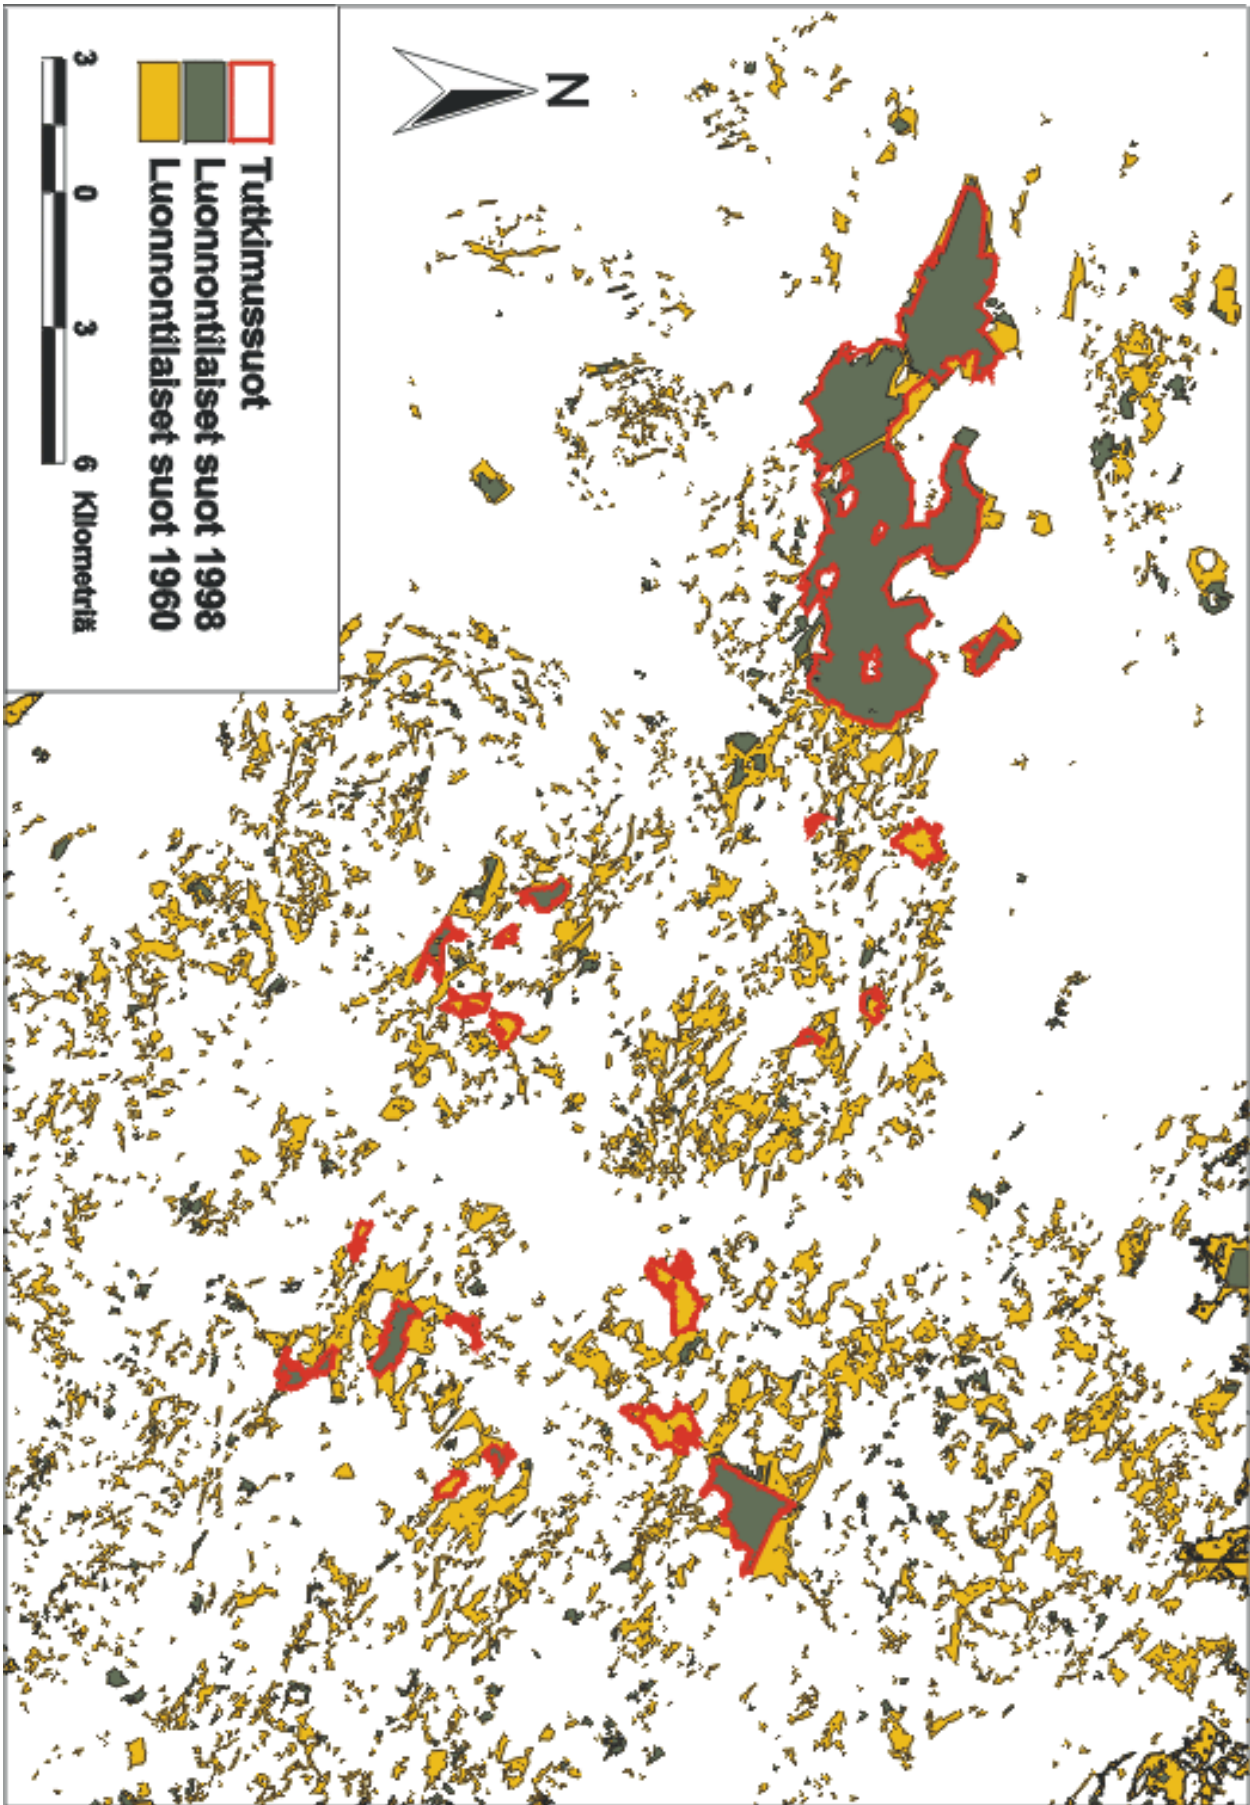 N
Tutkimussuot
Luonnontilaiset suot 1998
Luonnontilaiset suot 1960
3 0 3 6 Kilometriä